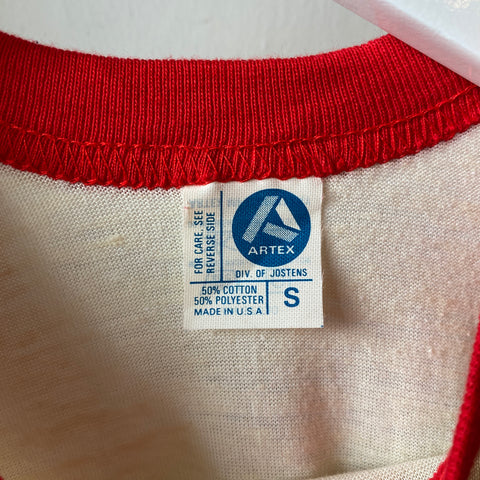 FOR CARE, SEE
REVERSE SIDE
ARTEX
DIV. OF JOSTENS
50% COTTON
50% POLYESTER
MADE IN U.S.A.
S